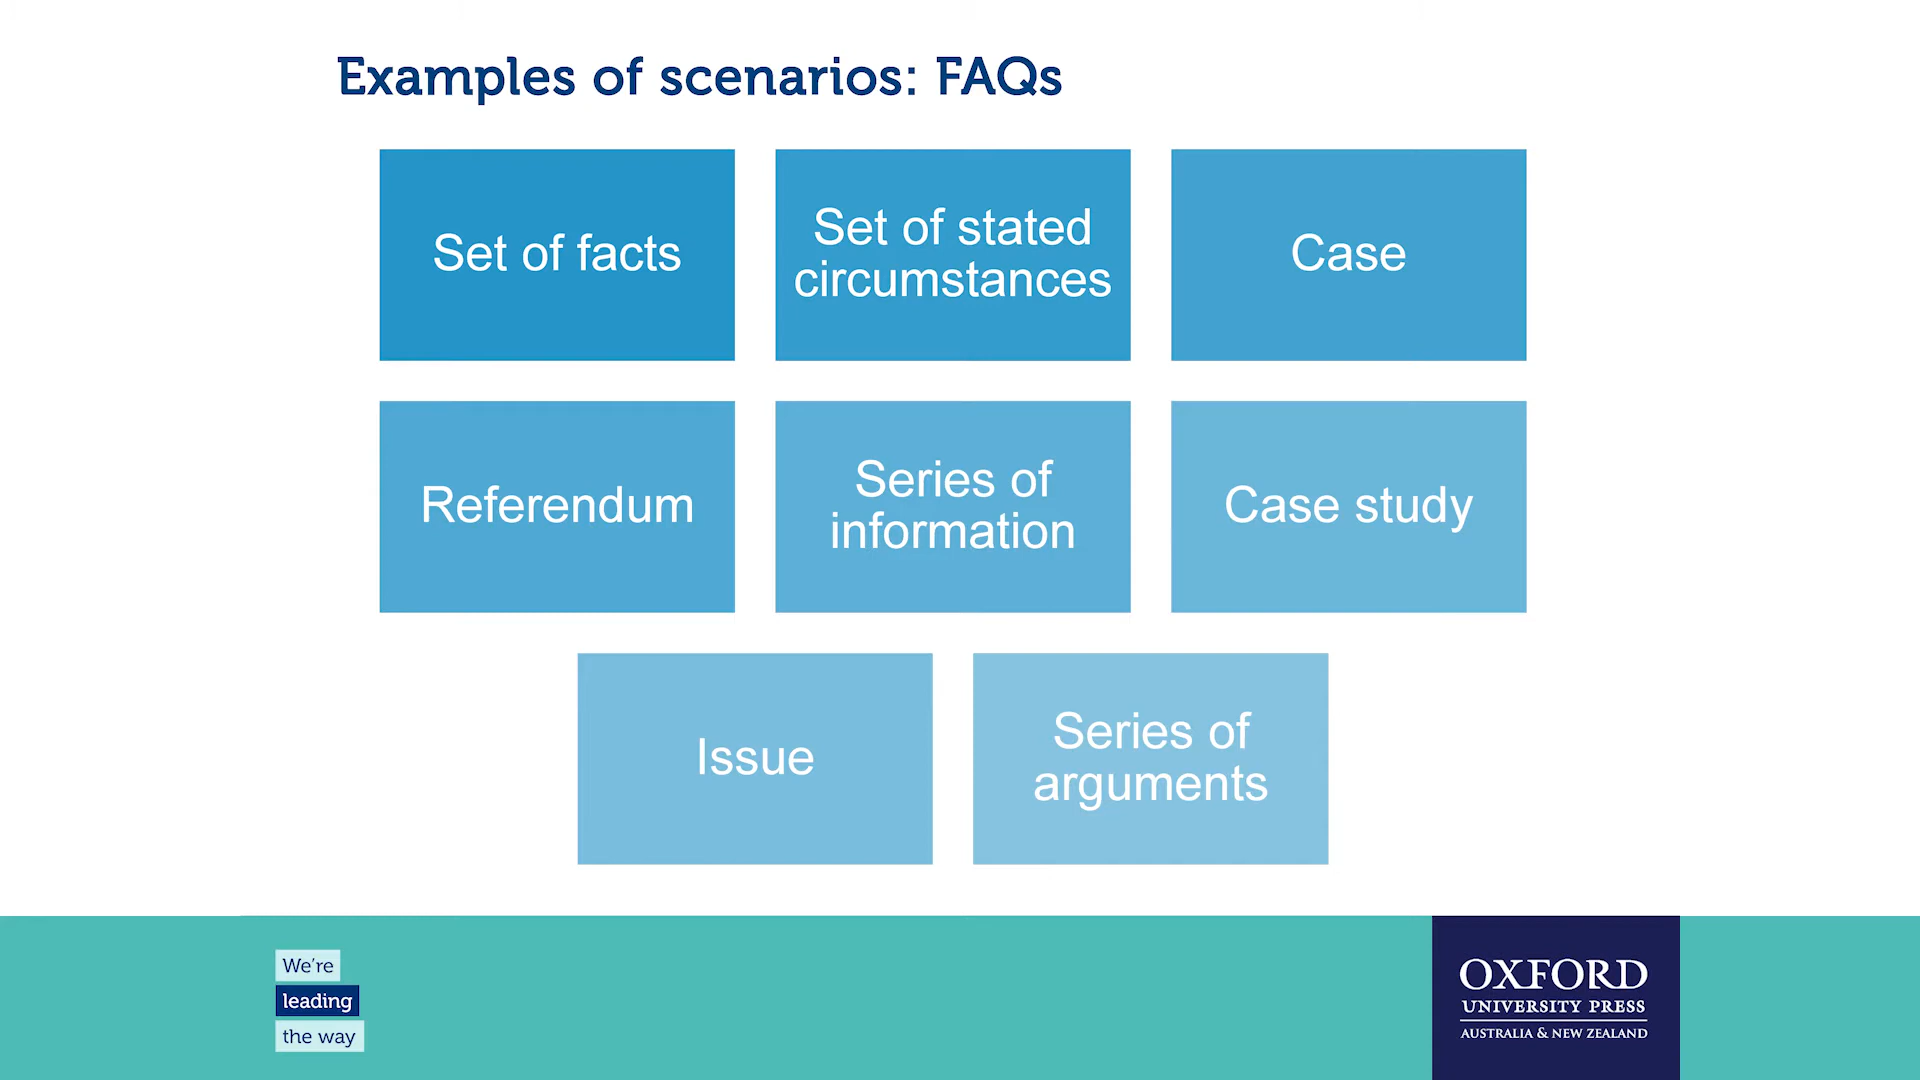 Examples of scenarios: FAQs
Set of facts
Set of stated
circumstances
Case
Referendum
Series of
information
Case study
Issue
Series of
arguments
We're
leading
the way
OXFORD
UNIVERSITY PRESS
AUSTRALIA & NEW ZEALAND